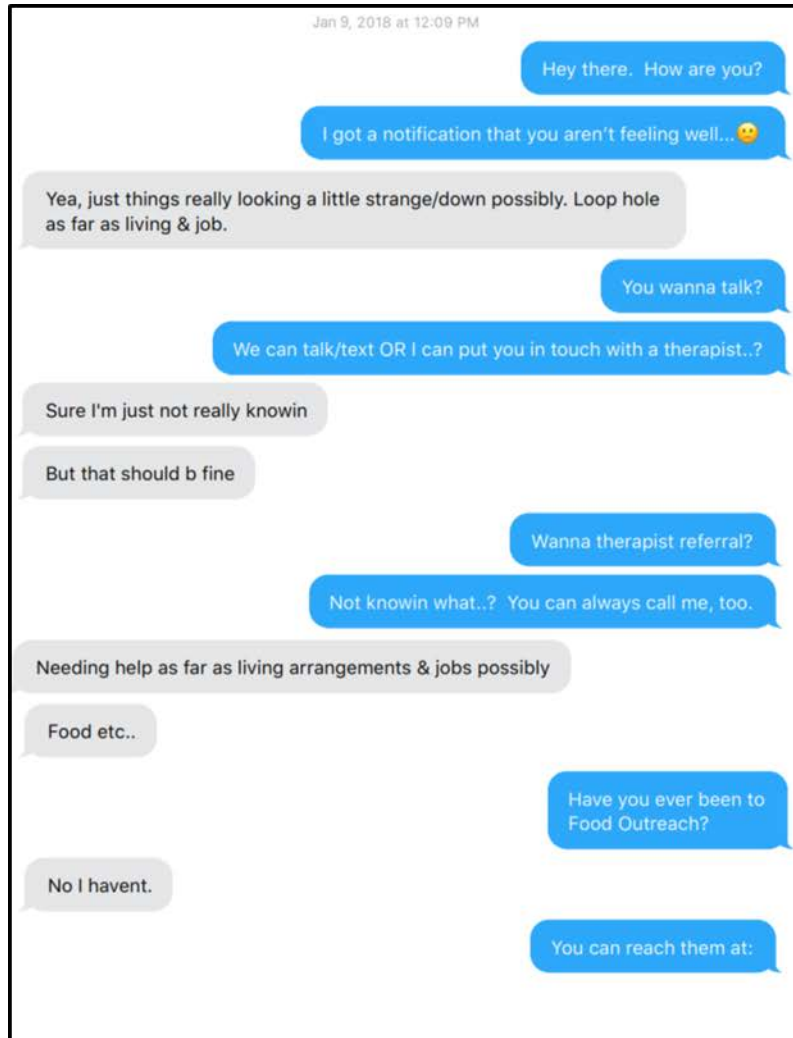 Jan 9, 2018 at 12:09 PM
Hey there.  How are you?
I got a notification that you aren't feeling well...😕
Yea, just things really looking a little strange/down possibly. Loop hole
as far as living & job.
You wanna talk?
We can talk/text OR I can put you in touch with a therapist..?
Sure I'm just not really knowin
But that should b fine
Wanna therapist referral?
Not knowin what..?  You can always call me, too.
Needing help as far as living arrangements & jobs possibly
Food etc..
Have you ever been to
Food Outreach?
No I havent.
You can reach them at: